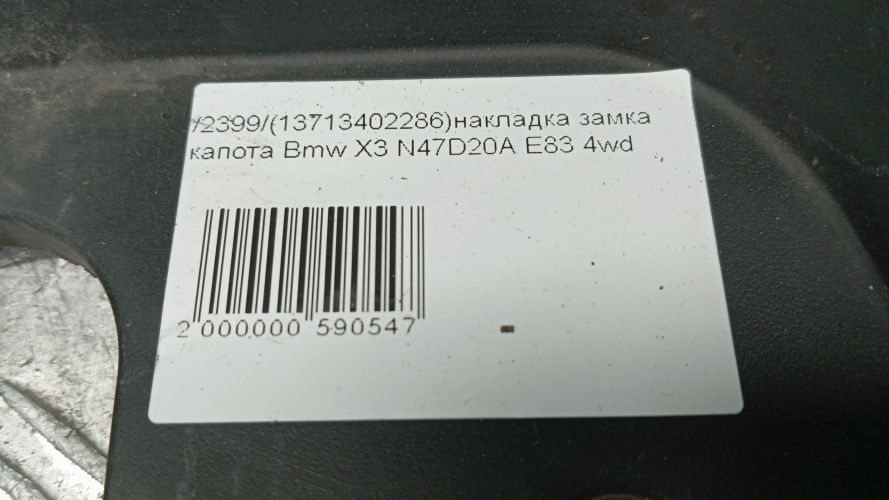 /2399/(13713402286)накладка замка
капота Bmw X3 N47D20A E83 4wd
2 000000 590547